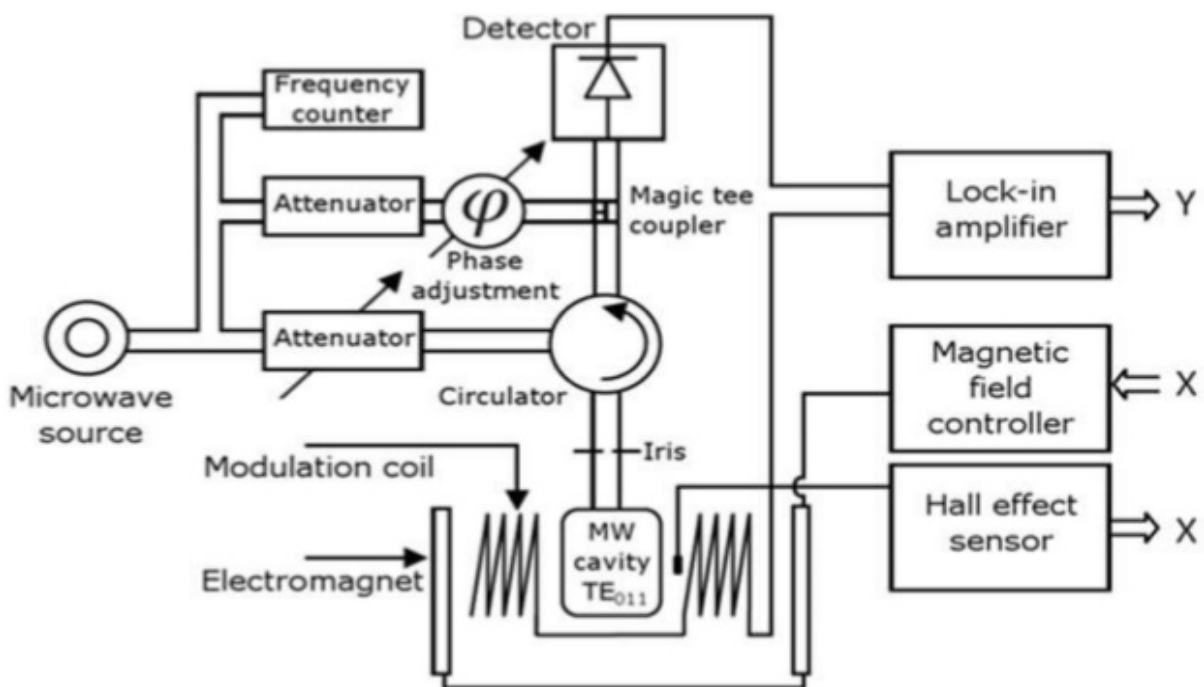 Detector
Frequency
counter
Attenuator
φ
Magic tee
coupler
Phase
adjustment
Lock-in
amplifier
Y
Attenuator
Microwave
source
Circulator
Magnetic
field
controller
X
Iris
Modulation coil
MW
cavity
TE₀₁₁
Hall effect
sensor
X
Electromagnet